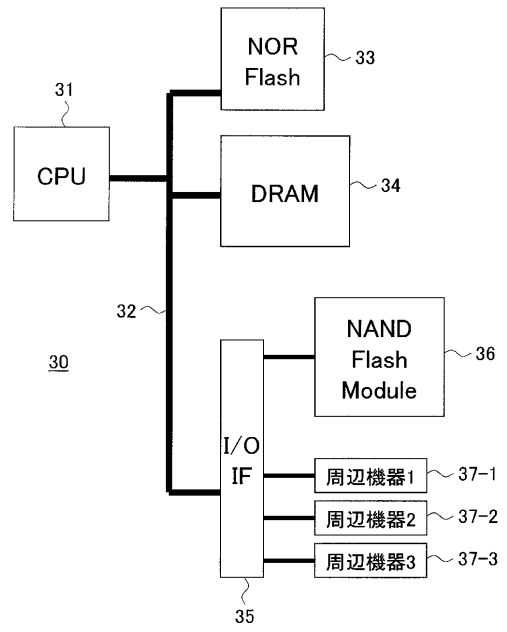 NOR
Flash
33
31
CPU
DRAM
34
32
NAND
Flash
Module
36
30
I/O
IF
周辺機器1
37-1
周辺機器2
37-2
周辺機器3
37-3
35